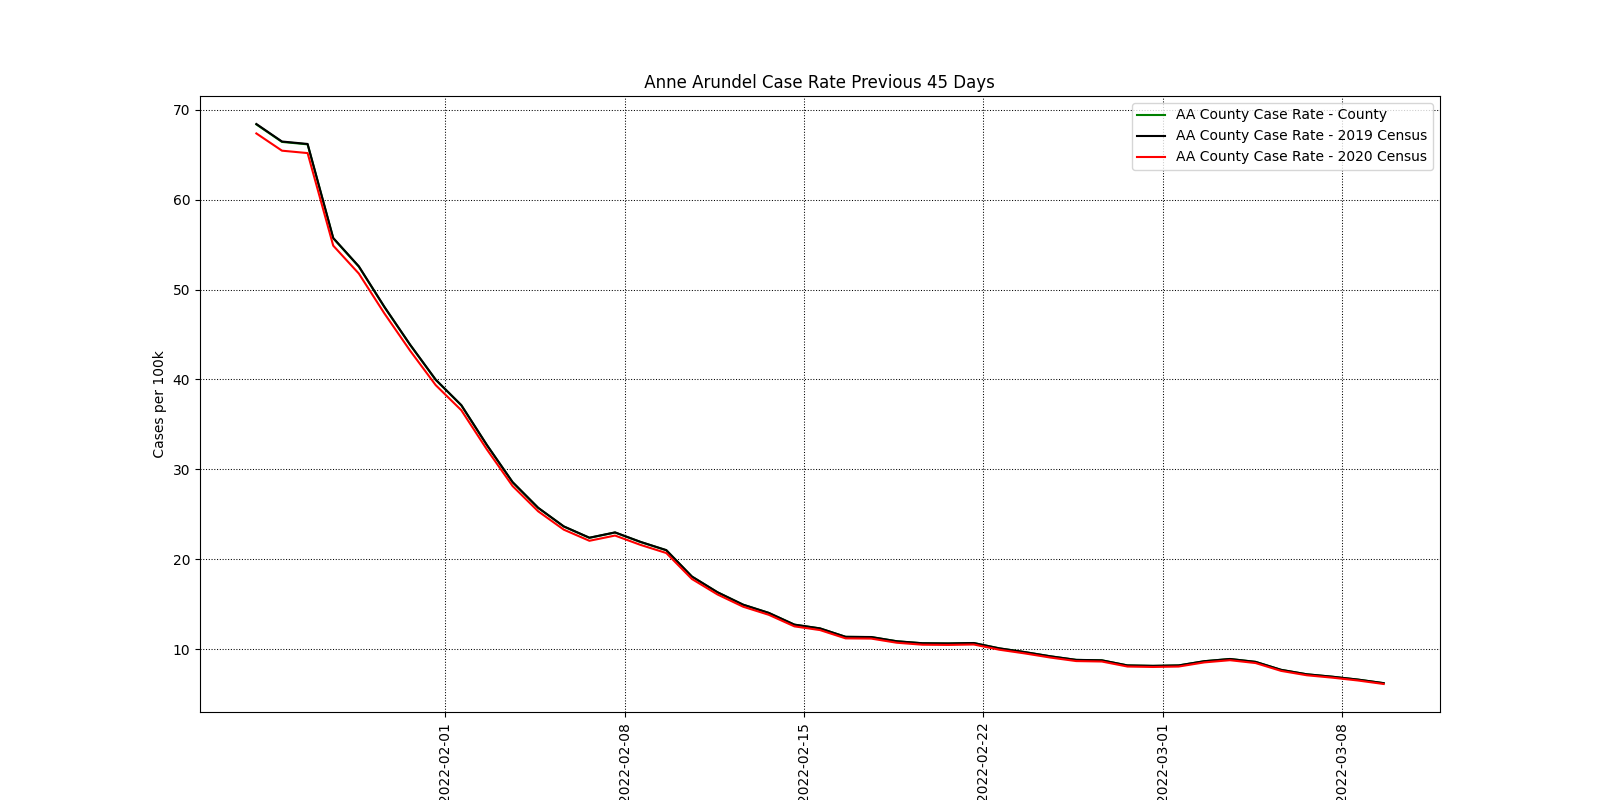 Anne Arundel Case Rate Previous 45 Days
AA County Case Rate - County
AA County Case Rate - 2019 Census
AA County Case Rate - 2020 Census
Cases per 100k
70
60
50
40
30
20
10
2022-02-01
2022-02-08
2022-02-15
2022-02-22
2022-03-01
2022-03-08